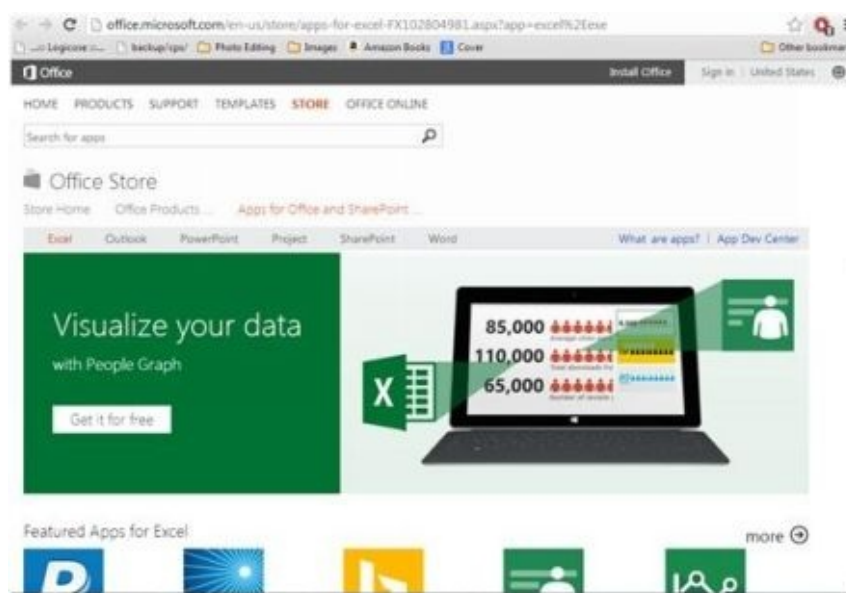 office.microsoft.com/en-us/store/apps-for-excel-FX102804981.aspx?app=excel%2Eexe
backup/cps/ Photo Editing Images Amazon Books Cover Other bookmar
Office Install Office Sign in | United States
HOME PRODUCTS SUPPORT TEMPLATES STORE OFFICE ONLINE
Search for apps
Office Store
Store Home Office Products ... Apps for Office and SharePoint ...
Excel Outlook PowerPoint Project SharePoint Word What are apps? | App Dev Center
Visualize your data
with People Graph
Get it for free
X
85,000
110,000
65,000
Featured Apps for Excel
more